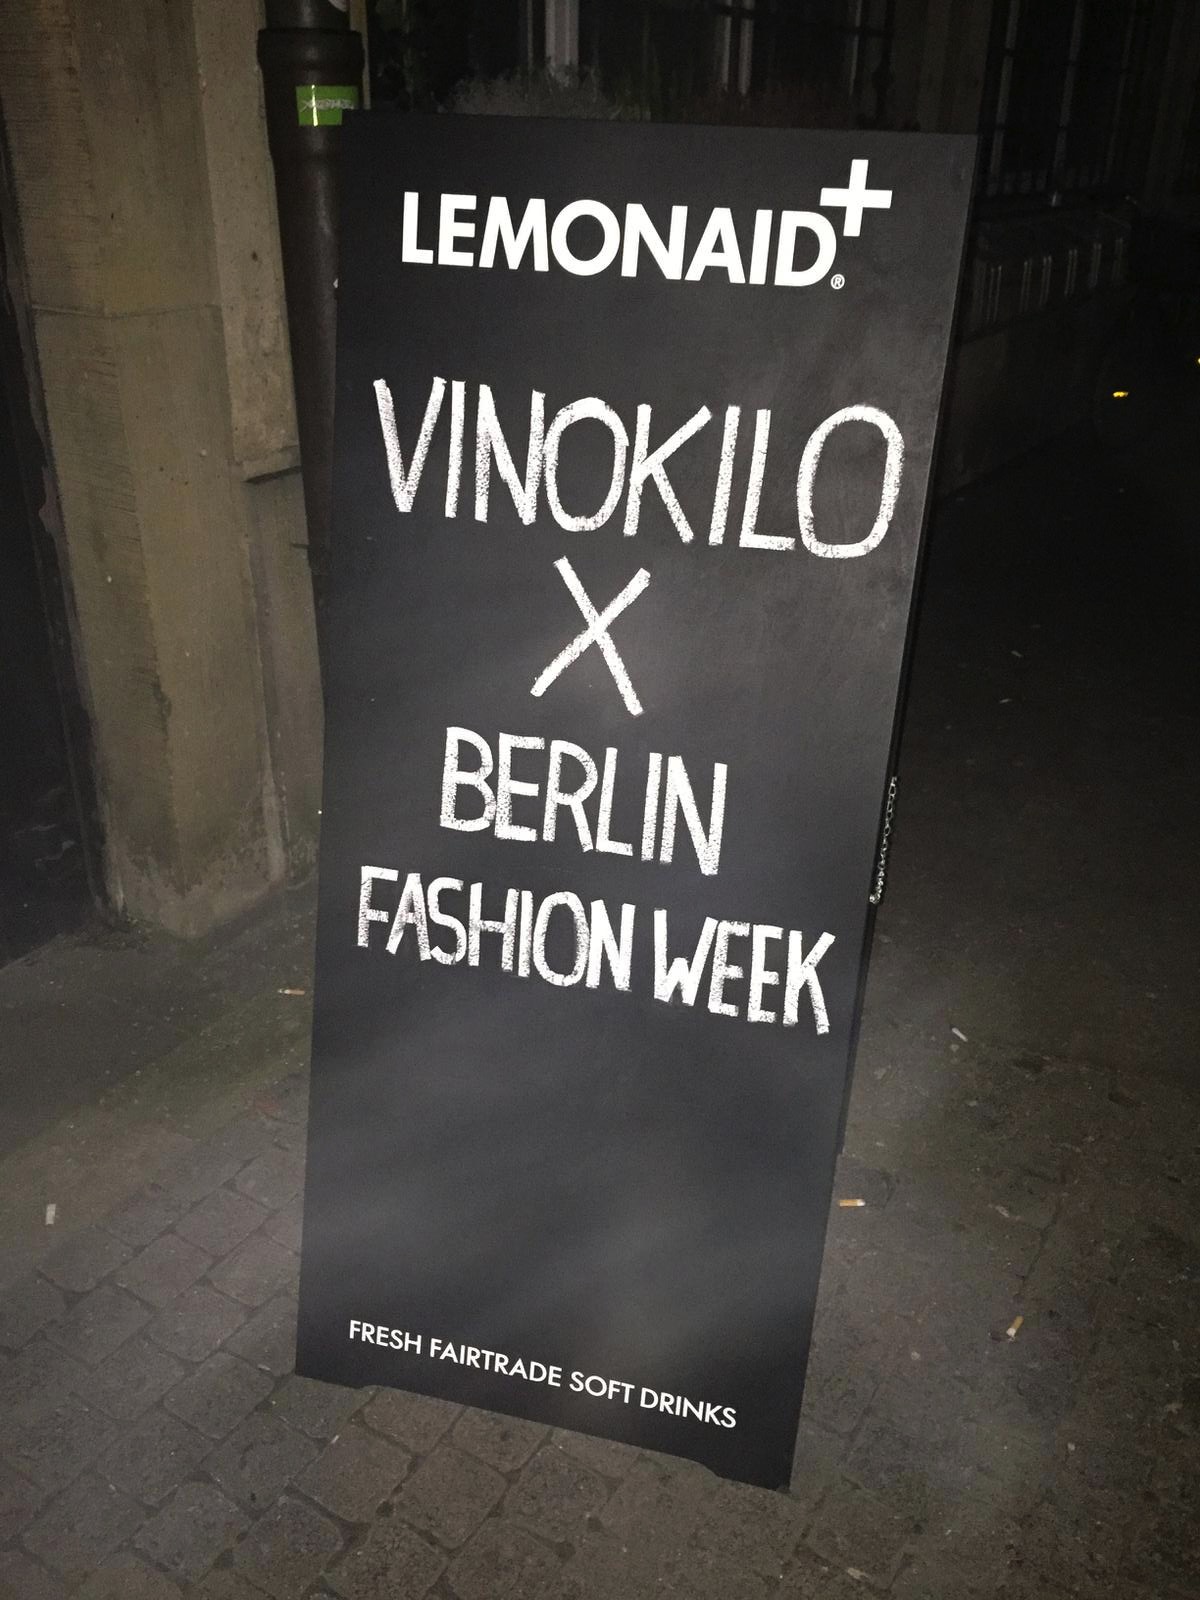 LEMONAID+®
VINOKILO
X
BERLIN
FASHION WEEK
FRESH FAIRTRADE SOFT DRINKS